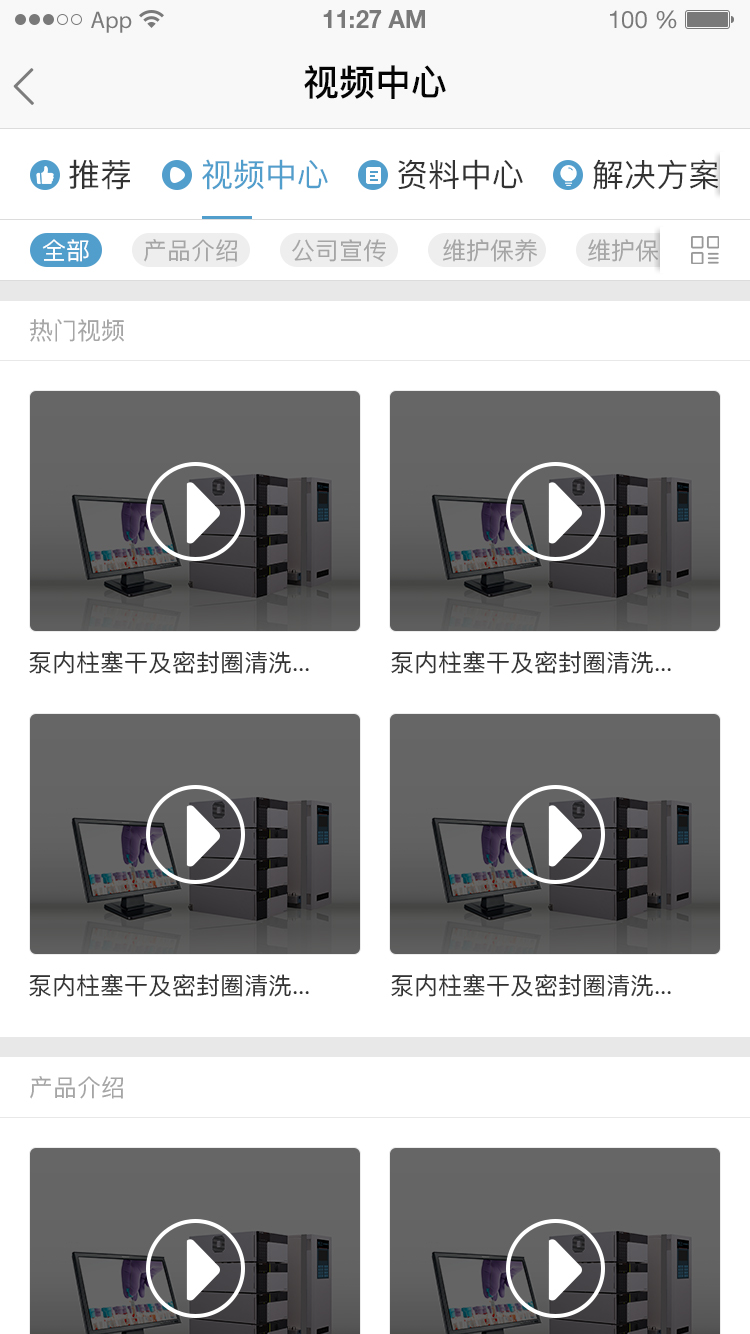 App 11:27 AM 100 %
视频中心
推荐 视频中心 资料中心 解决方案
全部 产品介绍 公司宣传 维护保养 维护保
热门视频
泵内柱塞干及密封圈清洗... 泵内柱塞干及密封圈清洗...
泵内柱塞干及密封圈清洗... 泵内柱塞干及密封圈清洗...
产品介绍